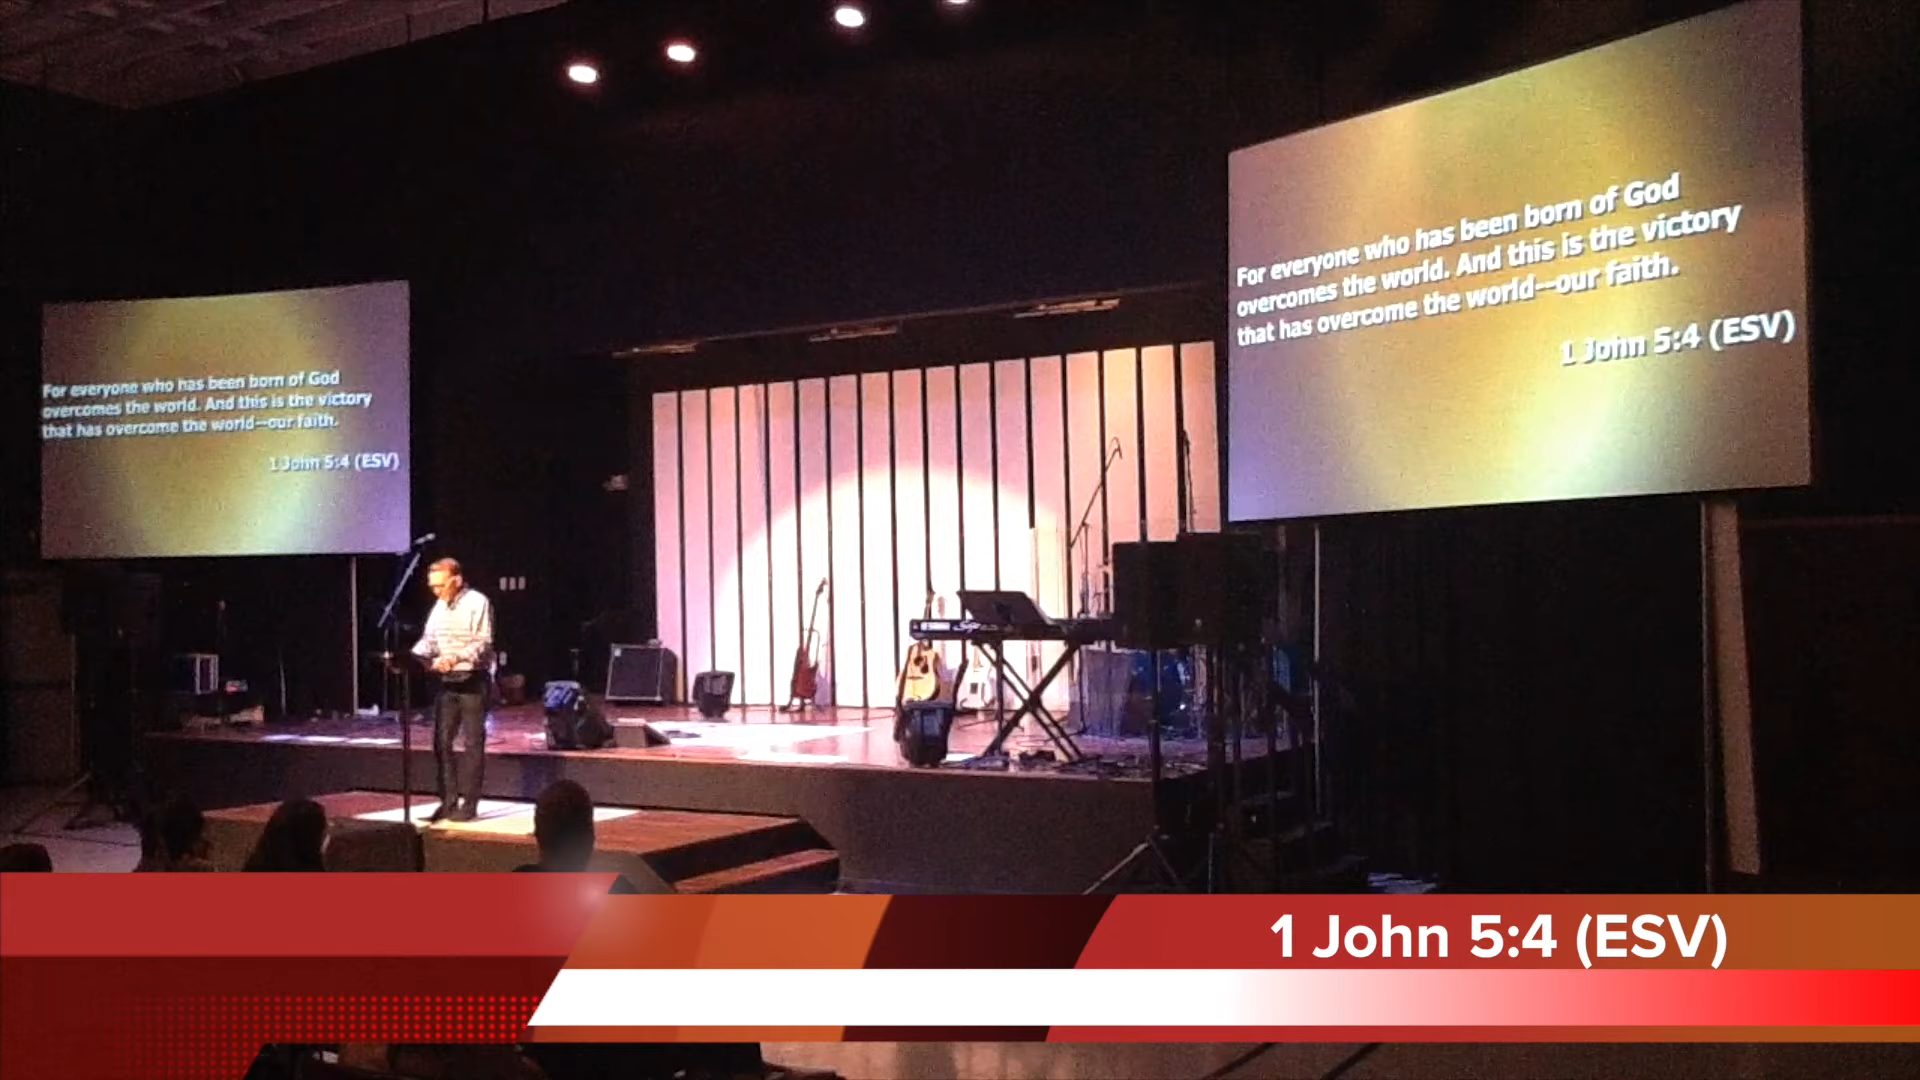 For everyone who has been born of God
overcomes the world. And this is the victory
that has overcome the world--our faith.
1 John 5:4 (ESV)
For everyone who has been born of God
overcomes the world. And this is the victory
that has overcome the world--our faith.
1 John 5:4 (ESV)
1 John 5:4 (ESV)